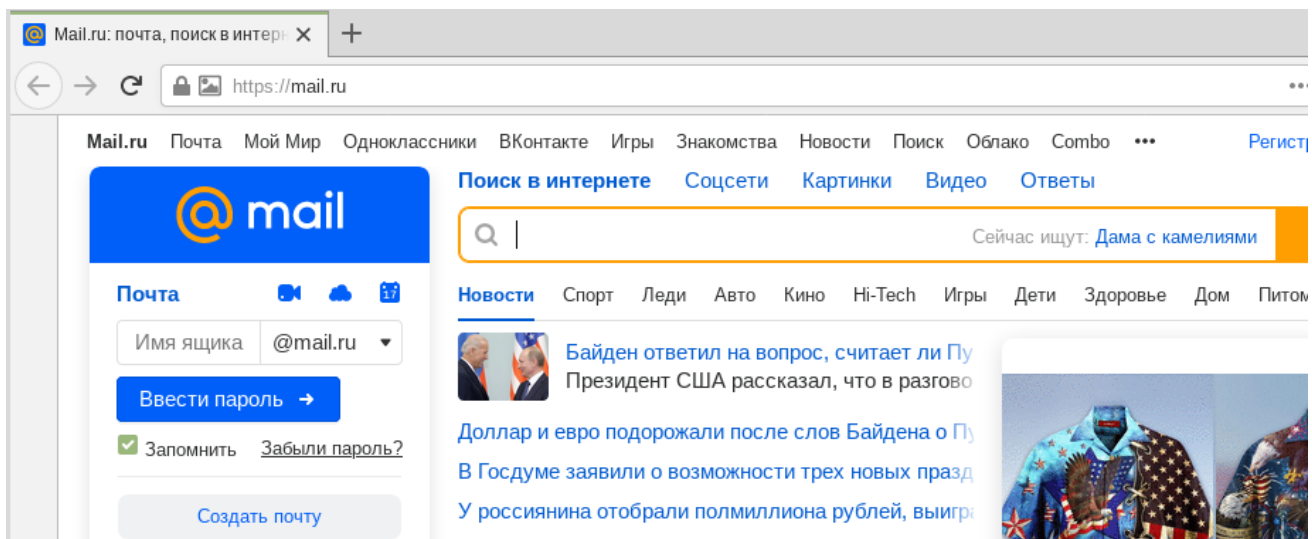 Mail.ru: почта, поиск в интерн
https://mail.ru
Mail.ru Почта Мой Мир Одноклассники ВКонтакте Игры Знакомства Новости Поиск Облако Combo ••• Регистр
@ mail
Поиск в интернете Соцсети Картинки Видео Ответы
Сейчас ищут: Дама с камелиями
Почта 17
Имя ящика @mail.ru
Ввести пароль →
Запомнить Забыли пароль?
Создать почту
Новости Спорт Леди Авто Кино Hi-Tech Игры Дети Здоровье Дом Питом
Байден ответил на вопрос, считает ли Пу
Президент США рассказал, что в разгово
Доллар и евро подорожали после слов Байдена о Пу
В Госдуме заявили о возможности трех новых празд
У россиянина отобрали полмиллиона рублей, выигра